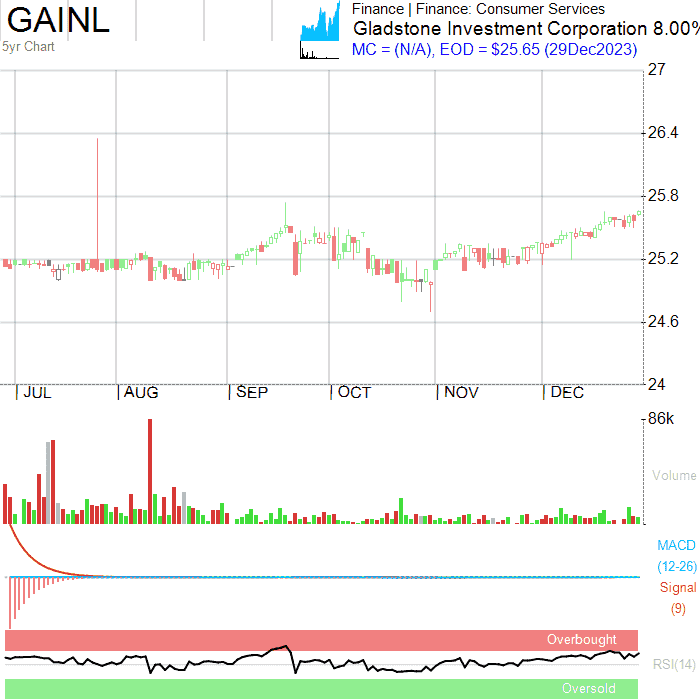 GAINL
5yr Chart
Finance | Finance: Consumer Services
Gladstone Investment Corporation 8.00%
MC = (N/A), EOD = $25.65 (29Dec2023)
27
26.4
25.8
25.2
24.6
24
JUL AUG SEP OCT NOV DEC
86k
Volume
MACD
(12-26)
Signal
(9)
Overbought
RSI(14)
Oversold